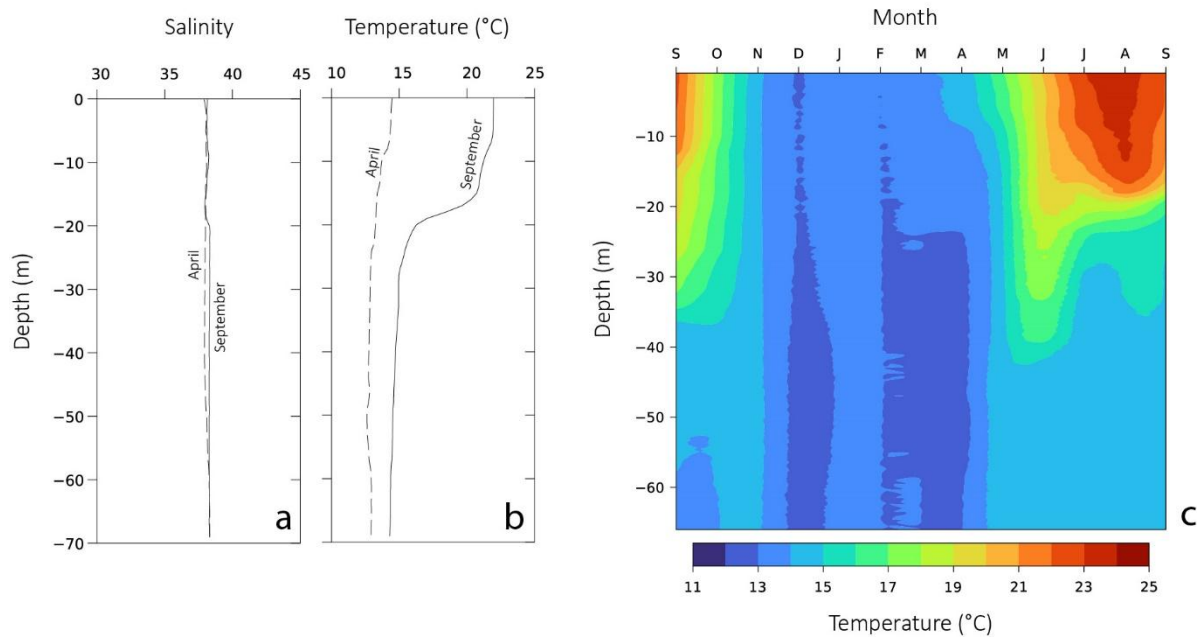 Salinity
30 35 40 45
0
−10
−20
−30
−40
−50
−60
−70
Depth (m)
April
September
a
Temperature (°C)
10 15 20 25
April
September
b
Month
S O N D J F M A M J J A S
−10
−20
−30
−40
−50
−60
Depth (m)
c
11 13 15 17 19 21 23 25
Temperature (°C)